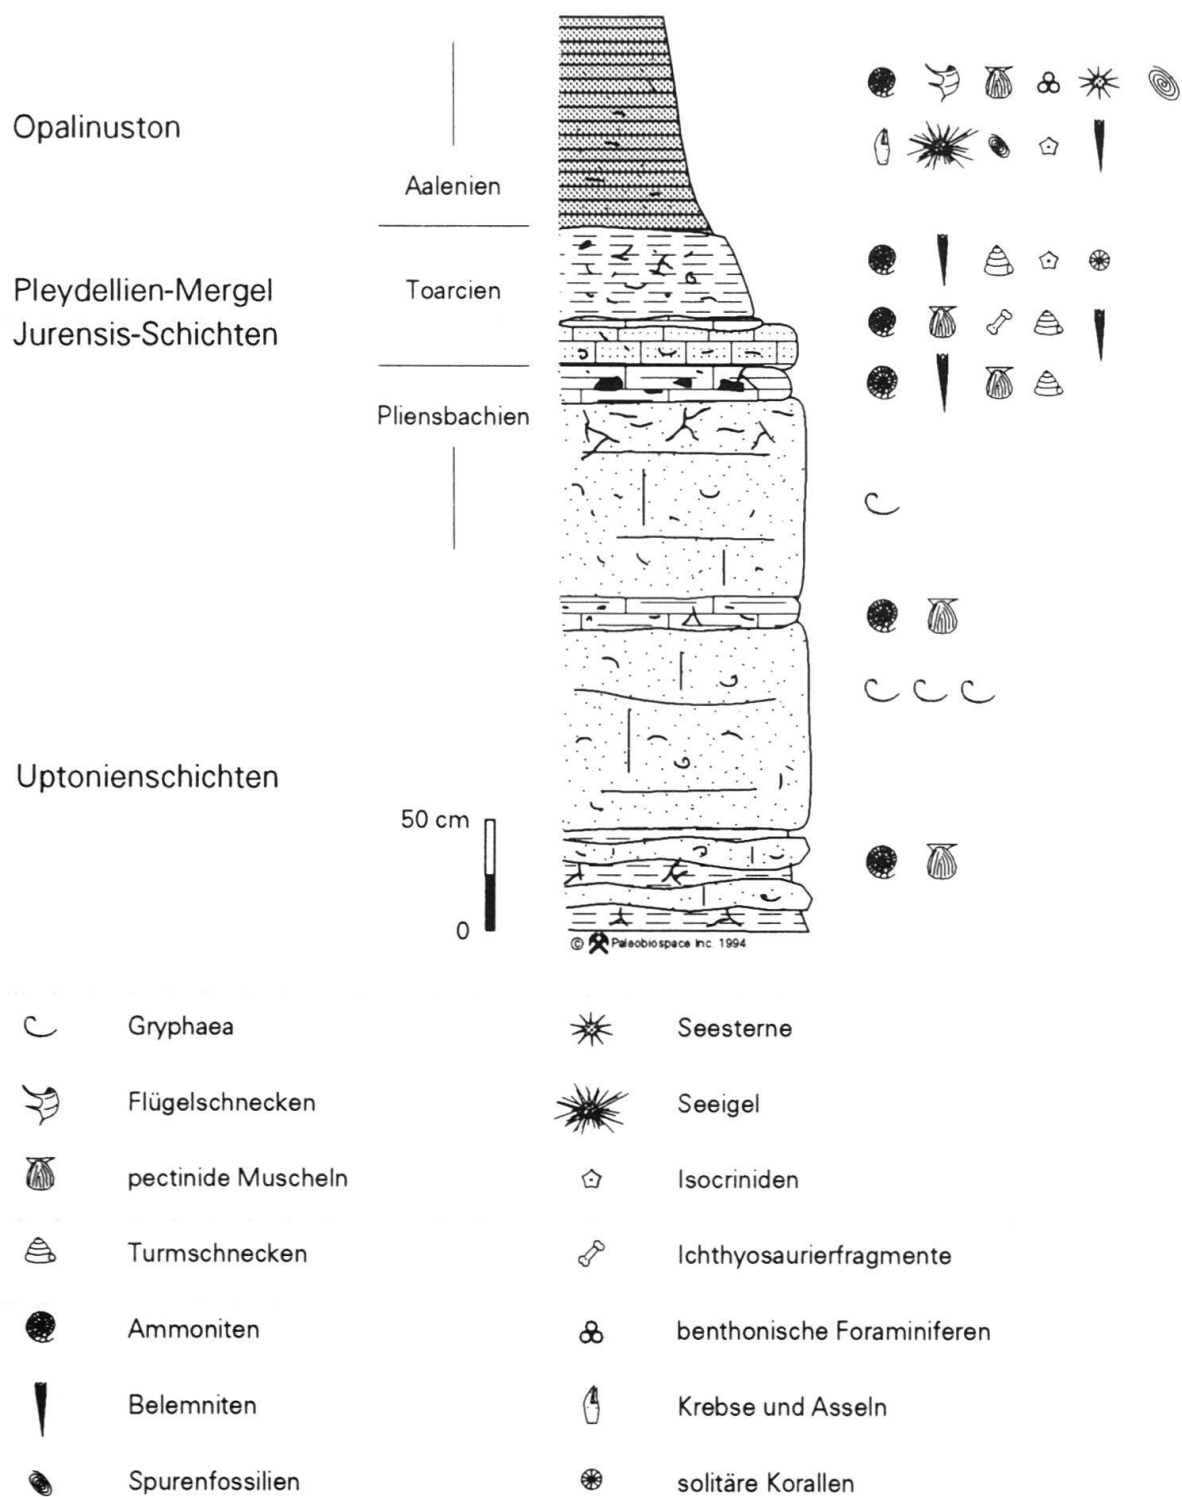 Opalinuston
Aalenien
Pleydellien-Mergel
Jurensis-Schichten
Toarcien
Pliensbachien
Uptonienschichten
50 cm
0
© Paleobiospace Inc. 1994
Gryphaea
Seesterne
Flügelschnecken
Seeigel
pectinide Muscheln
Isocriniden
Turmschnecken
Ichthyosaurierfragmente
Ammoniten
benthonische Foraminiferen
Belemniten
Krebse und Asseln
Spurenfossilien
solitäre Korallen